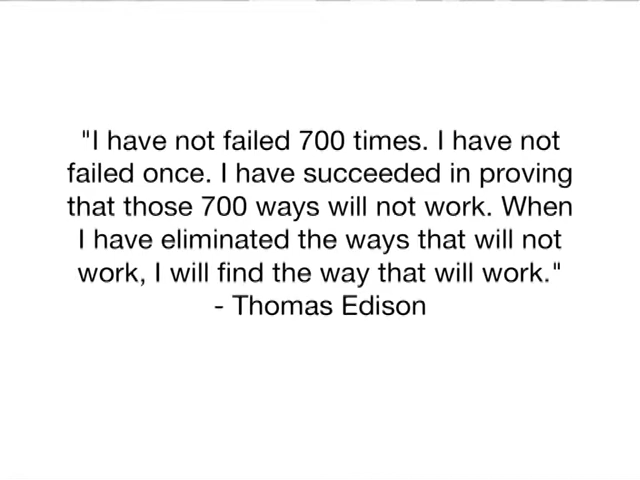 "I have not failed 700 times. I have not
failed once. I have succeeded in proving
that those 700 ways will not work. When
I have eliminated the ways that will not
work, I will find the way that will work."
- Thomas Edison